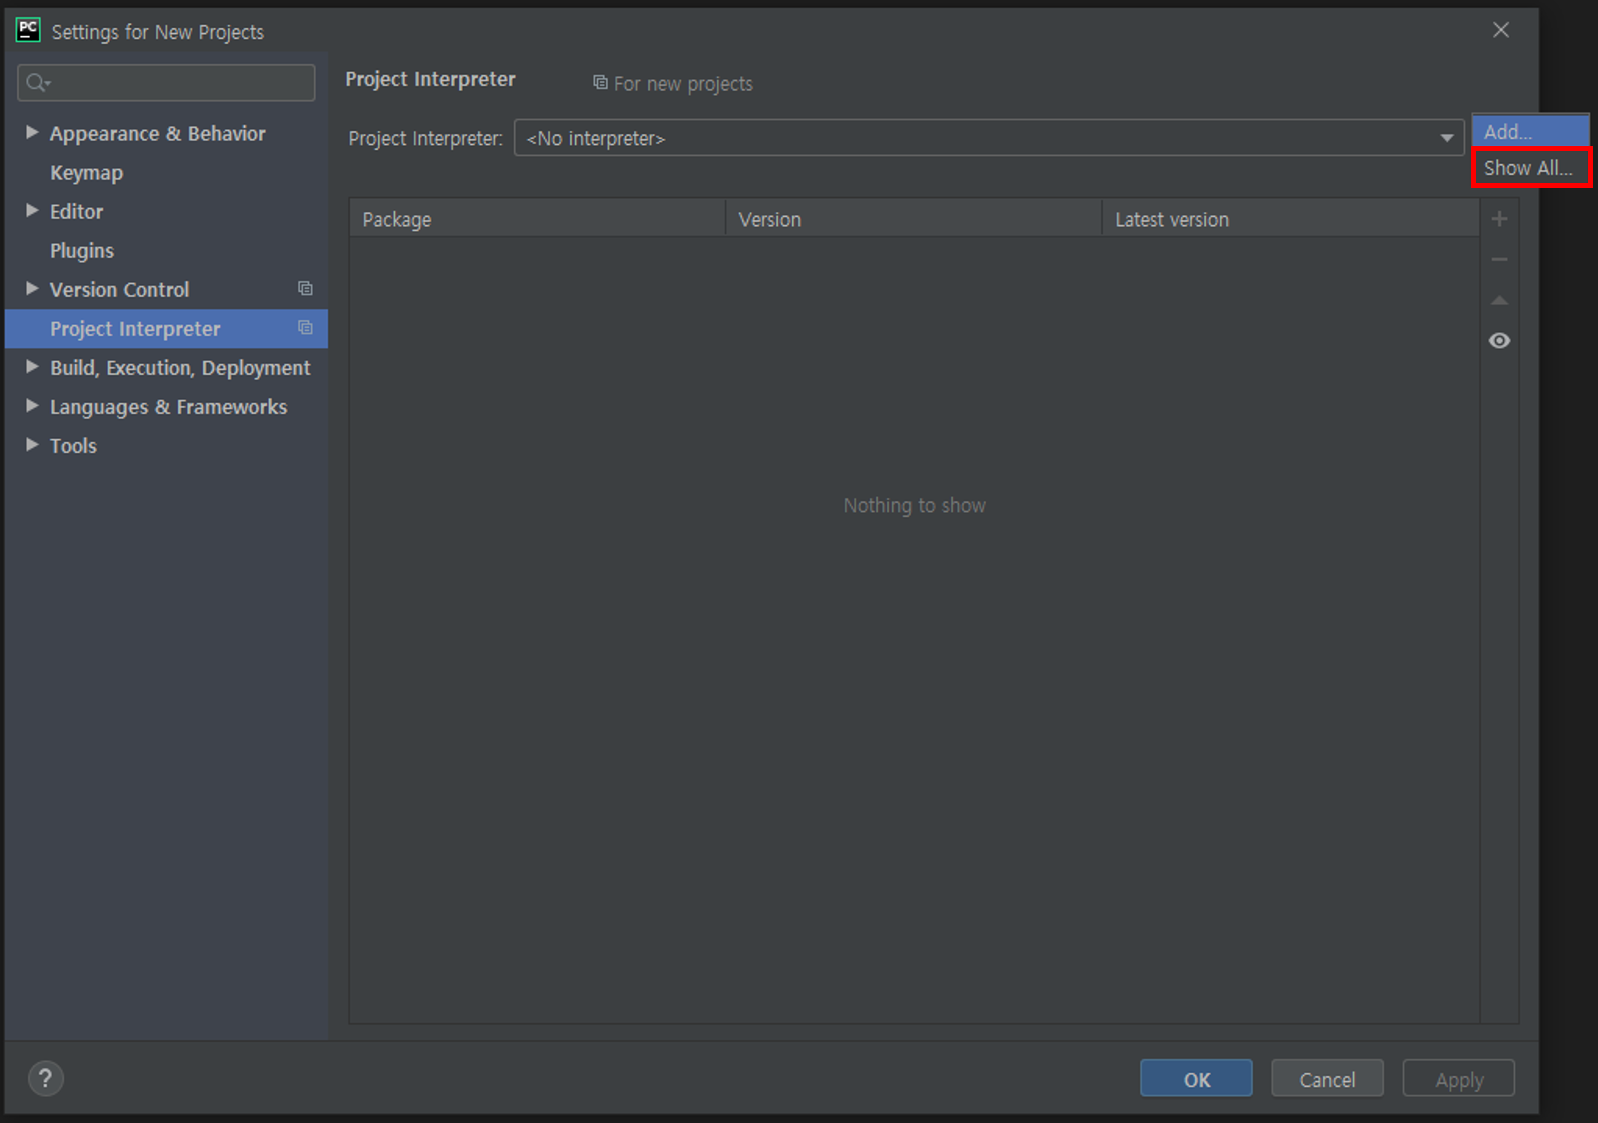 PC Settings for New Projects
Project Interpreter
For new projects
Appearance & Behavior
Keymap
Editor
Plugins
Version Control
Project Interpreter
Build, Execution, Deployment
Languages & Frameworks
Tools
Project Interpreter: <No interpreter>
Add...
Show All...
Package Version Latest version
Nothing to show
?
OK Cancel Apply